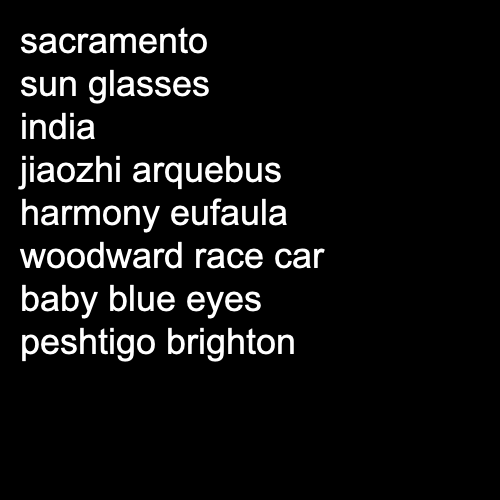 sacramento
sun glasses
india
jiaozhi arquebus
harmony eufaula
woodward race car
baby blue eyes
peshtigo brighton